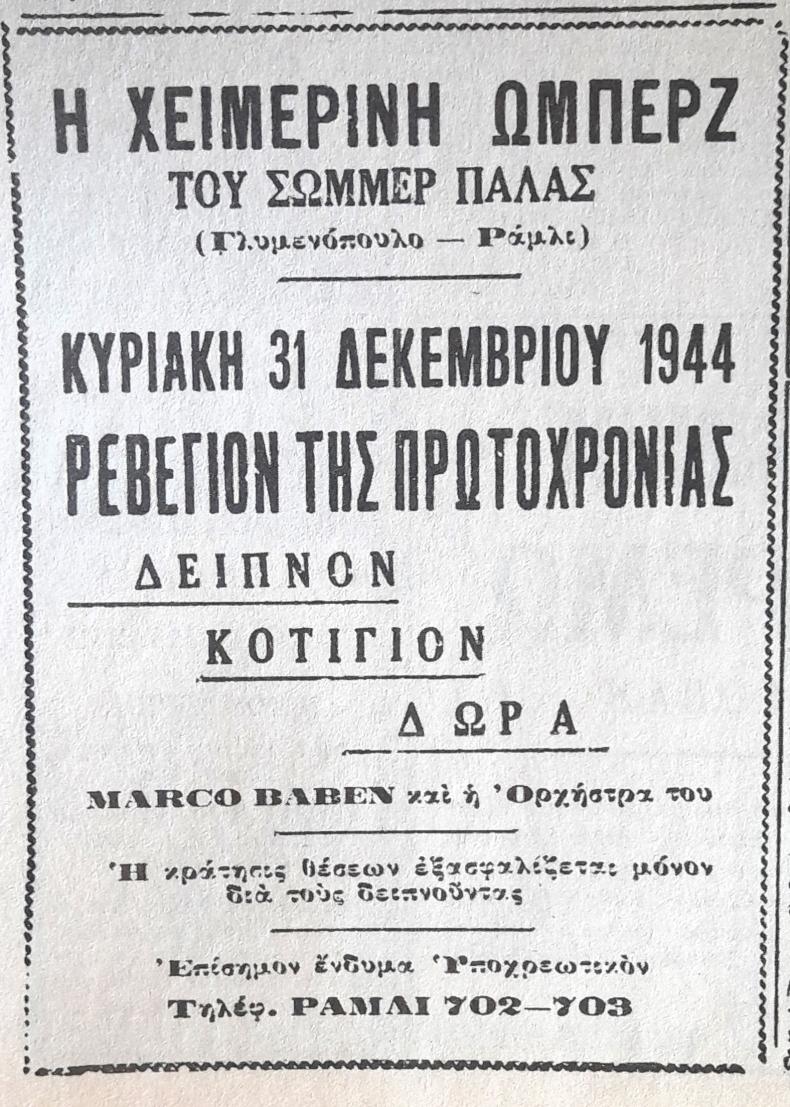 Η ΧΕΙΜΕΡΙΝΗ ΩΜΠΕΡΖ
ΤΟΥ ΣΩΜΜΕΡ ΠΑΛΑΣ
(Γλυμενόπουλο — Ράμλι)
ΚΥΡΙΑΚΗ 31 ΔΕΚΕΜΒΡΙΟΥ 1944
ΡΕΒΕΓΙΟΝ ΤΗΣ ΠΡΩΤΟΧΡΟΝΙΑΣ
ΔΕΙΠΝΟΝ
ΚΟΤΙΓΙΟΝ
ΔΩΡΑ
MARCO BABEN καὶ ἡ Ὀρχήστρα του
Ἡ κράτησις θέσεων ἐξασφαλίζεται μόνον
διὰ τοὺς δειπνοῦντας
Ἐπίσημον ἔνδυμα Ὑποχρεωτικὸν
Τηλέφ. ΡΑΜΛΙ 702—703